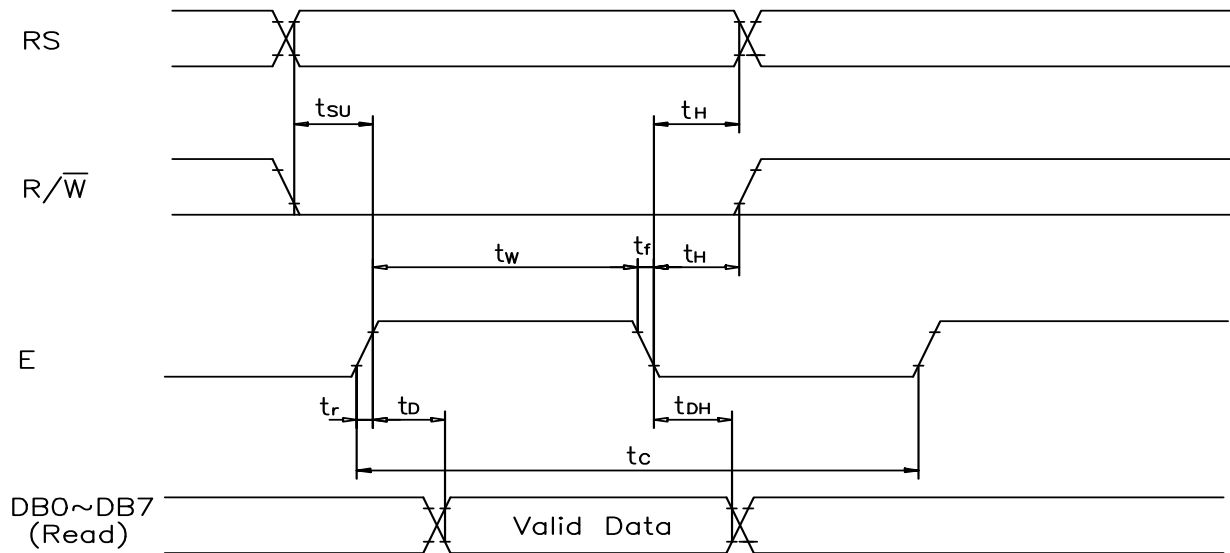 RS
tSU
tH
R/W̅
tW
tf
tH
E
tr
tD
tDH
tC
DB0~DB7
(Read)
Valid Data